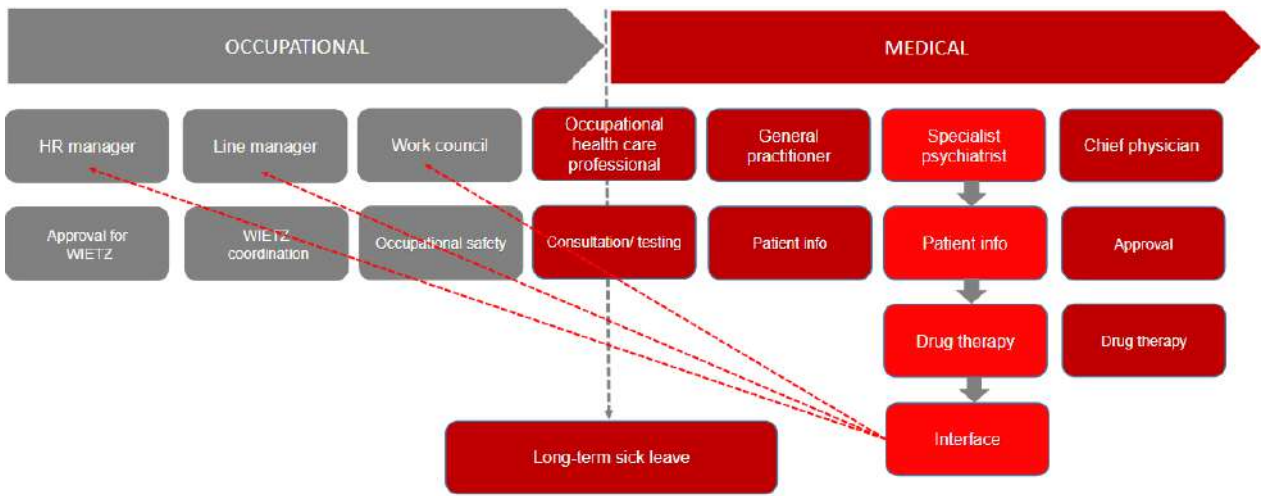 OCCUPATIONAL
MEDICAL
HR manager
Line manager
Work council
Occupational
health care
professional
General
practitioner
Specialist
psychiatrist
Chief physician
Approval for
WIETZ
WIETZ
coordination
Occupational safety
Consultation/ testing
Patient info
Patient info
Approval
Drug therapy
Drug therapy
Interface
Long-term sick leave